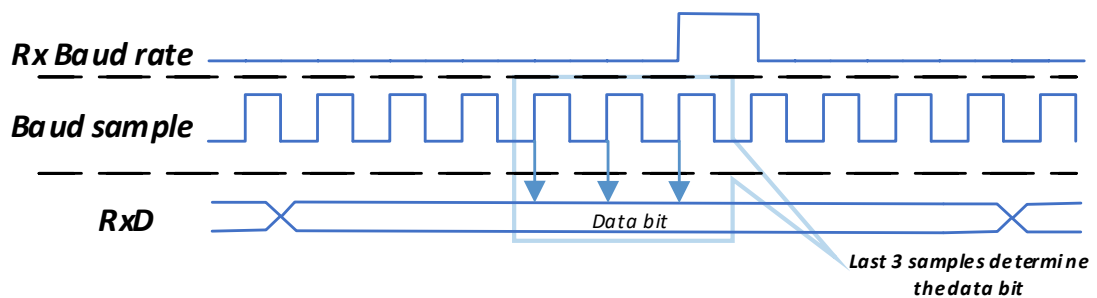 Rx Baud rate
Baud sample
RxD
Data bit
Last 3 samples determine
the data bit